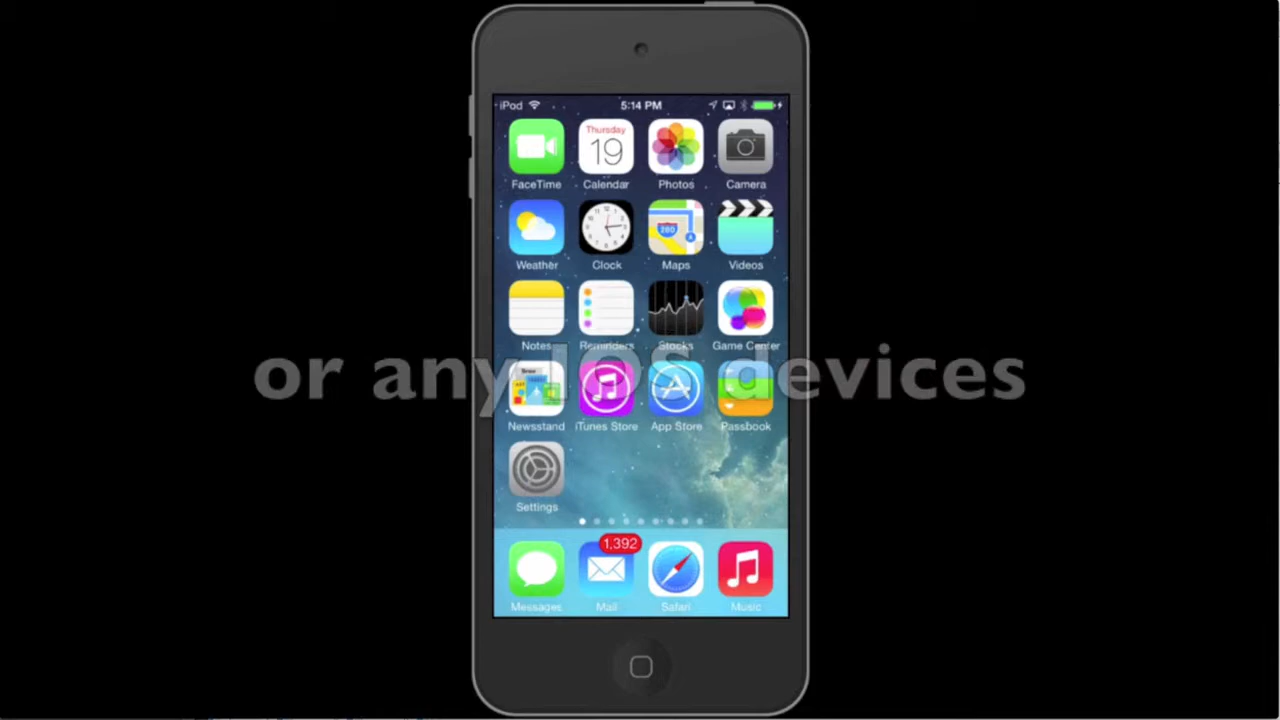 iPod 5:14 PM
Thursday
19
FaceTime Calendar Photos Camera
280
A
Weather Clock Maps Videos
Notes Reminders Stocks Game Center
or any IOS devices
Newsstand iTunes Store App Store Passbook
Settings
1,392
Messages Mail Safari Music